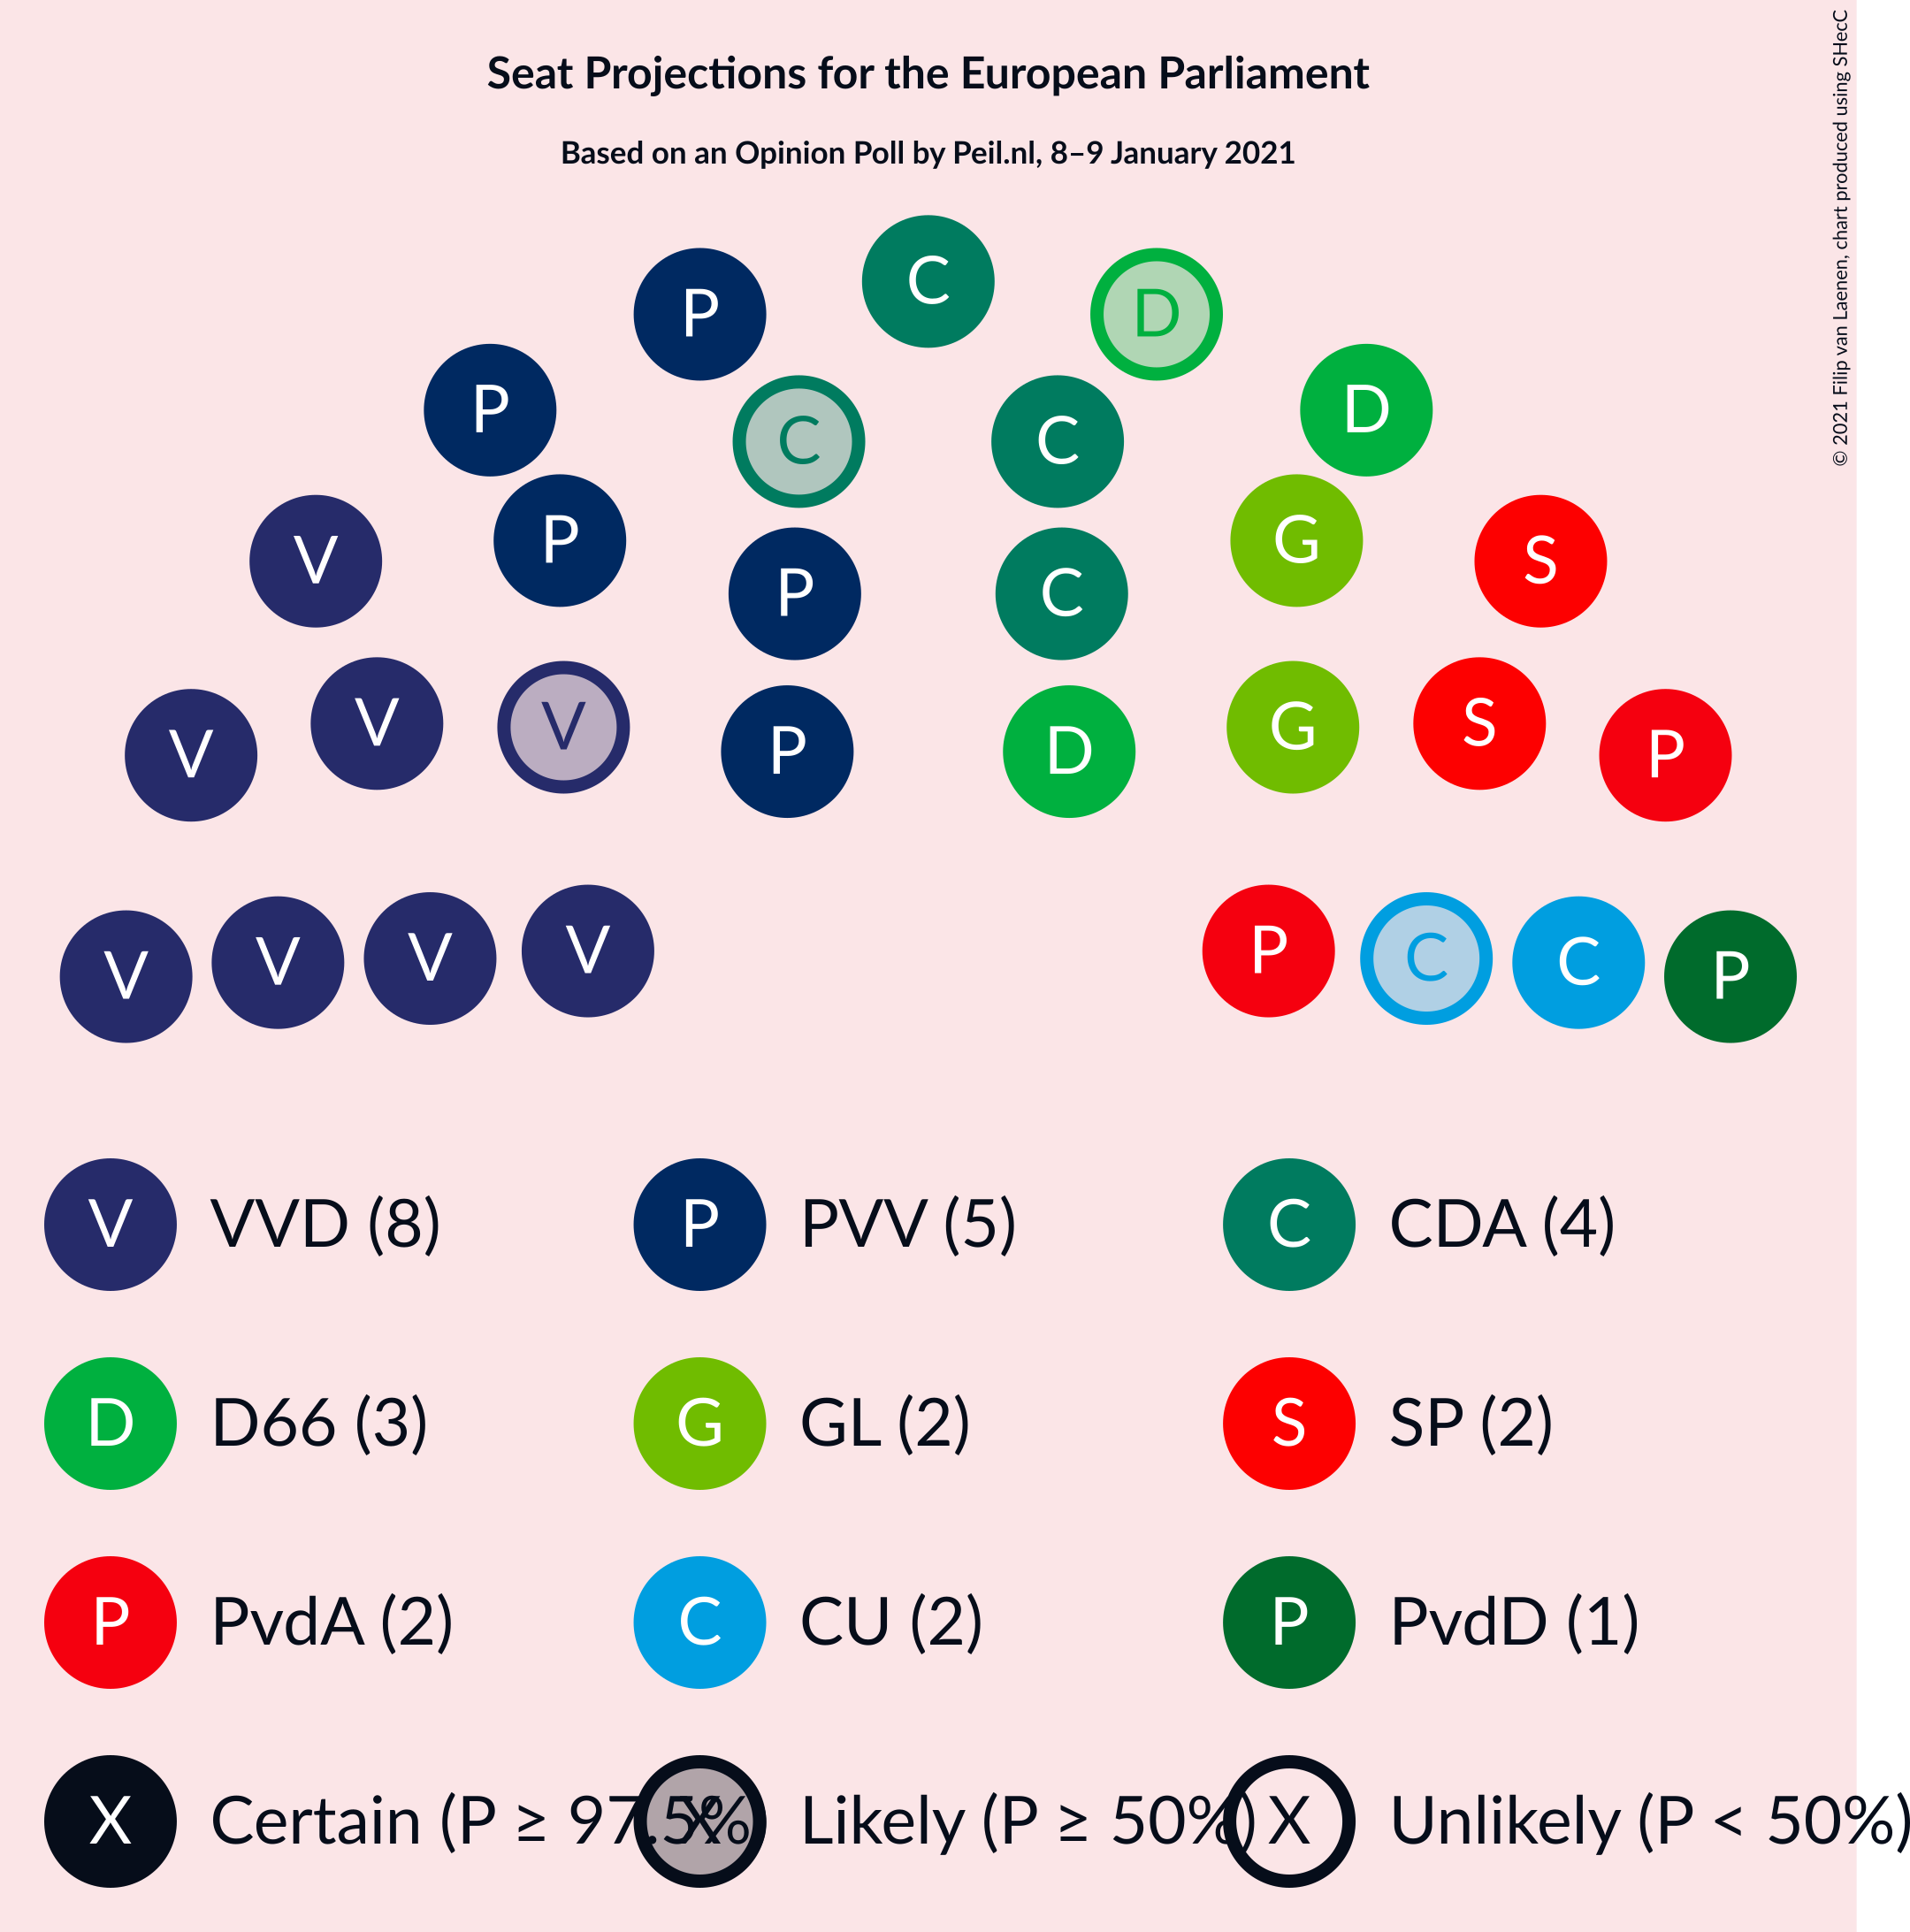 Seat Projections for the European Parliament
Based on an Opinion Poll by Peil.nl, 8–9 January 2021
© 2021 Filip van Laenen, chart produced using SHecC
C
P D
P D
C C
P G
V S
P C
V S
V P
V P
D G
V P
V P
V C
V C
V P
V VVD (8) P PVV (5) C CDA (4)
D D66 (3) G GL (2) S SP (2)
P PvdA (2) C CU (2) P PvdD (1)
X Certain (P ≥ 97.5% X Likely (P ≥ 50%) X Unlikely (P < 50%)